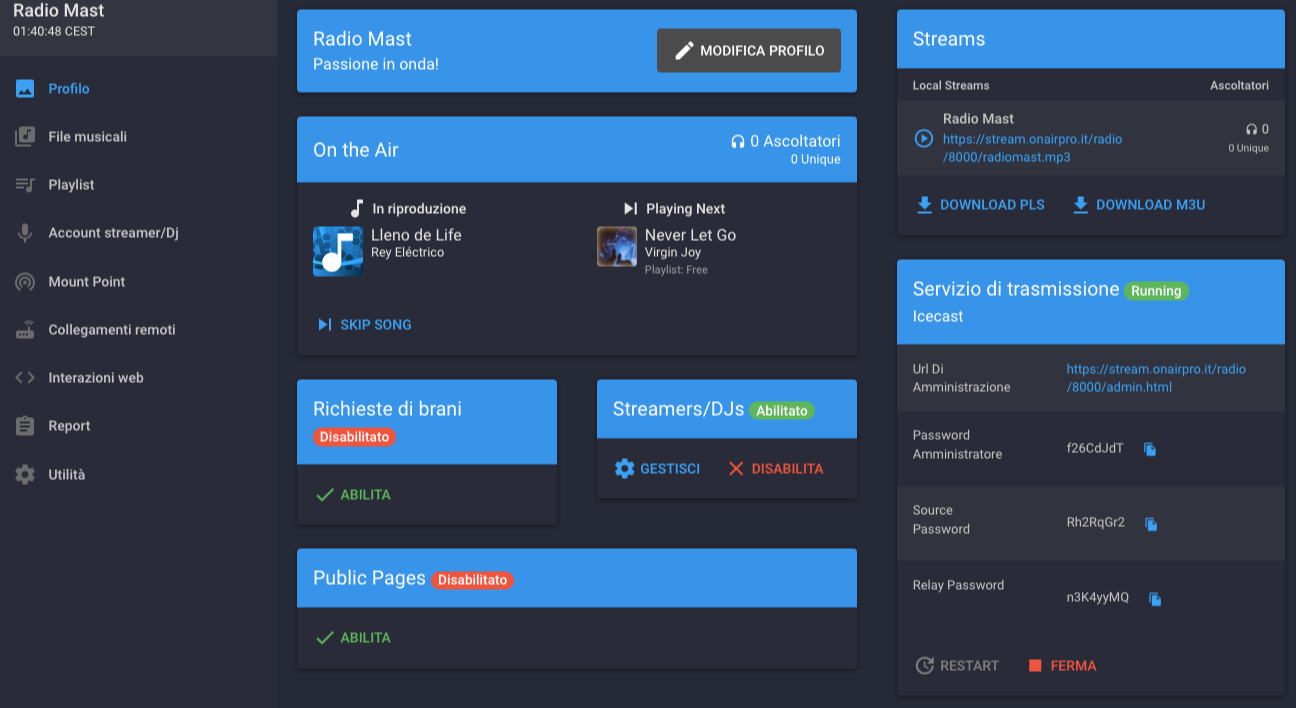 Radio Mast
01:40:48 CEST
Profilo
File musicali
Playlist
Account streamer/Dj
Mount Point
Collegamenti remoti
Interazioni web
Report
Utilità
Radio Mast
Passione in onda!
MODIFICA PROFILO
On the Air
0 Ascoltatori
0 Unique
In riproduzione
Lleno de Life
Rey Eléctrico
Playing Next
Never Let Go
Virgin Joy
Playlist: Free
SKIP SONG
Richieste di brani
Disabilitato
ABILITA
Streamers/DJs Abilitato
GESTISCI DISABILITA
Public Pages Disabilitato
ABILITA
Streams
Local Streams Ascoltatori
Radio Mast
https://stream.onairpro.it/radio
/8000/radiomast.mp3
0
0 Unique
DOWNLOAD PLS DOWNLOAD M3U
Servizio di trasmissione Running
Icecast
Url Di
Amministrazione
https://stream.onairpro.it/radio
/8000/admin.html
Password
Amministratore
f26CdJdT
Source
Password
Rh2RqGr2
Relay Password
n3K4yyMQ
RESTART FERMA